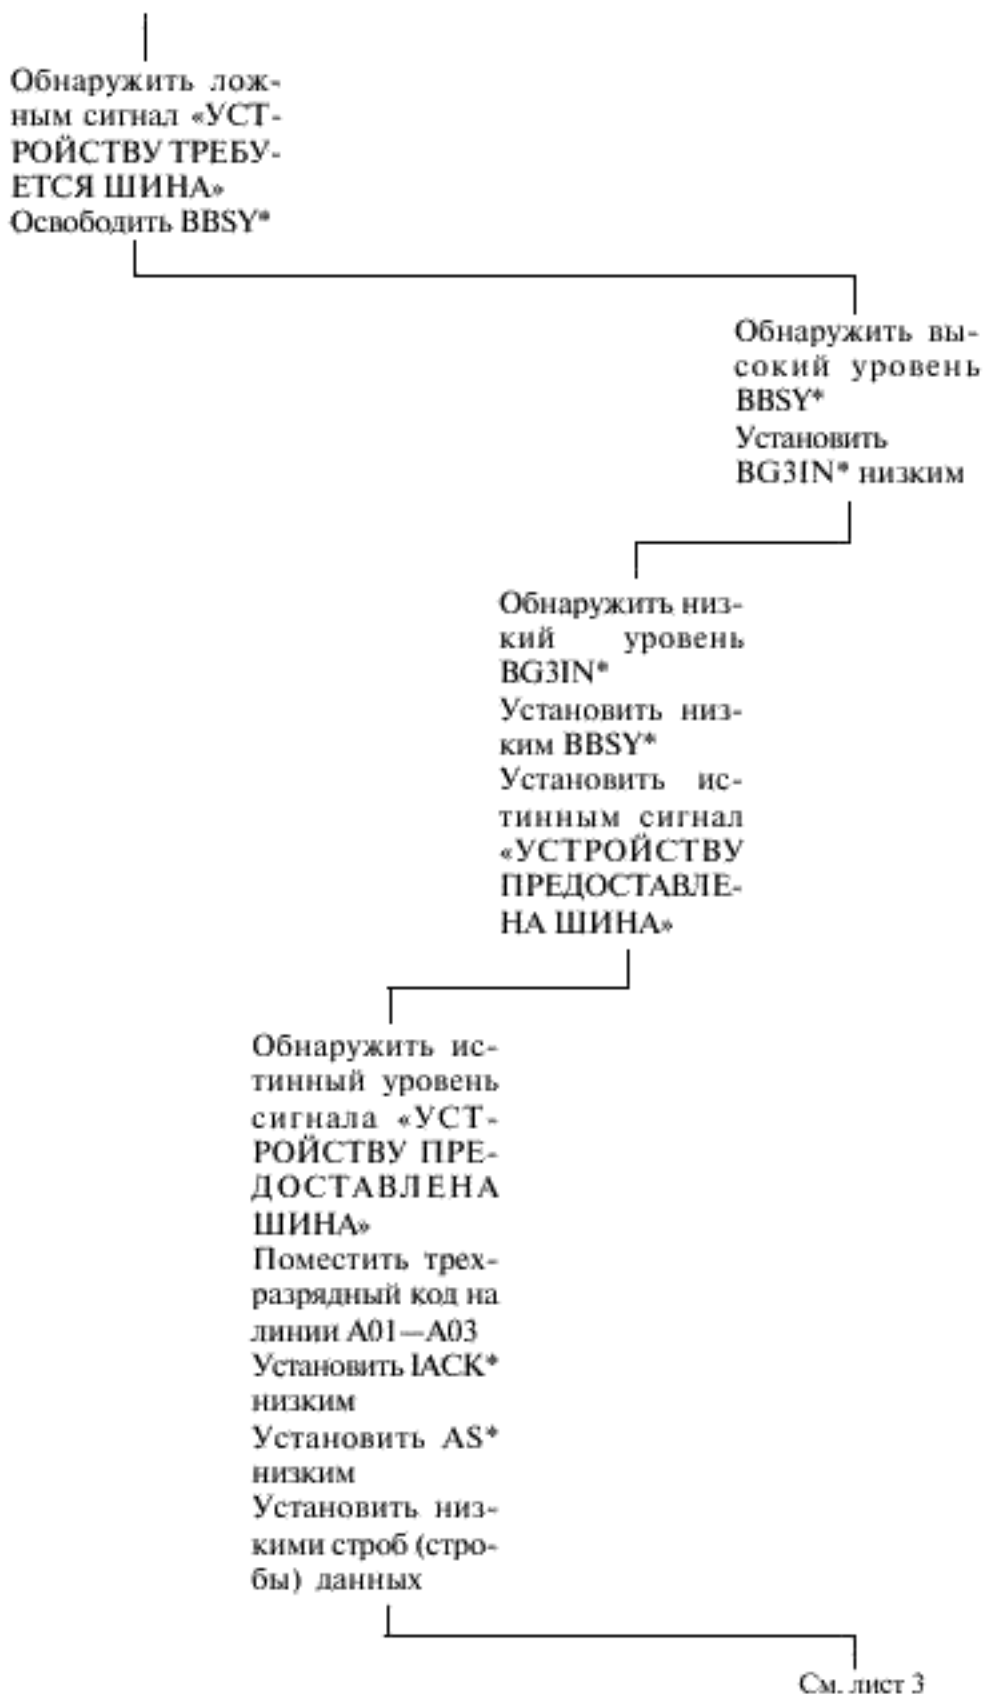 Обнаружить лож-
ным сигнал «УСТ-
РОЙСТВУ ТРЕБУ-
ЕТСЯ ШИНА»
Освободить BBSY*
Обнаружить вы-
сокий уровень
BBSY*
Установить
BG3IN* низким
Обнаружить низ-
кий уровень
BG3IN*
Установить низ-
ким BBSY*
Установить ис-
тинным сигнал
«УСТРОЙСТВУ
ПРЕДОСТАВЛЕ-
НА ШИНА»
Обнаружить ис-
тинный уровень
сигнала «УСТ-
РОЙСТВУ ПРЕ-
ДОСТАВЛЕНА
ШИНА»
Поместить трех-
разрядный код на
линии A01—A03
Установить IACK*
низким
Установить AS*
низким
Установить низ-
кими строб (стро-
бы) данных
См. лист 3